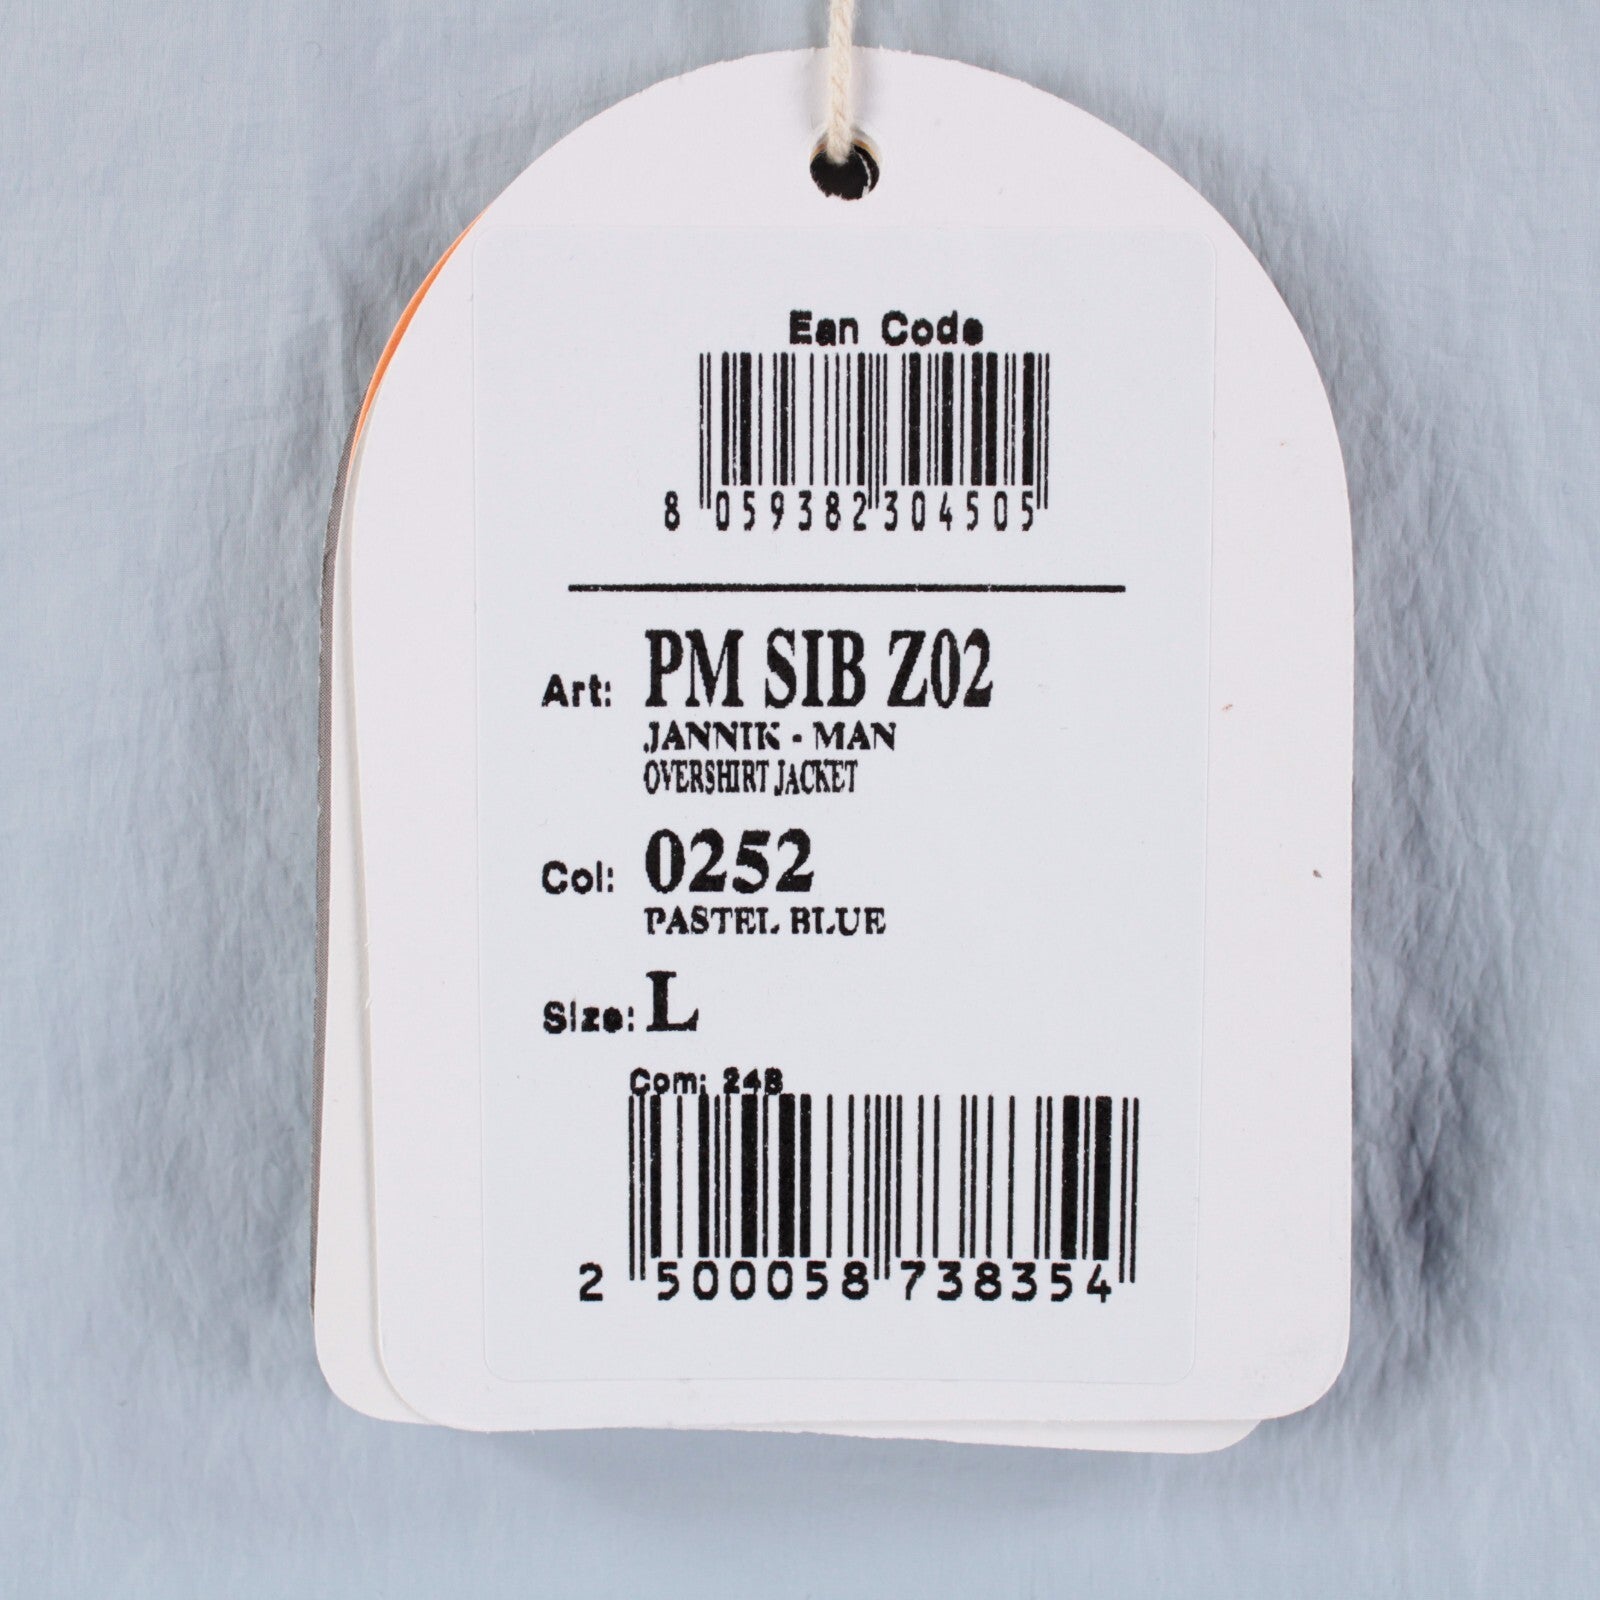 Ean Code
8 059382 304505
Art: PM SIB Z02
JANNIK - MAN
OVERSHIRT JACKET
Col: 0252
PASTEL BLUE
Size: L
Com: 24B
2 500058 738354